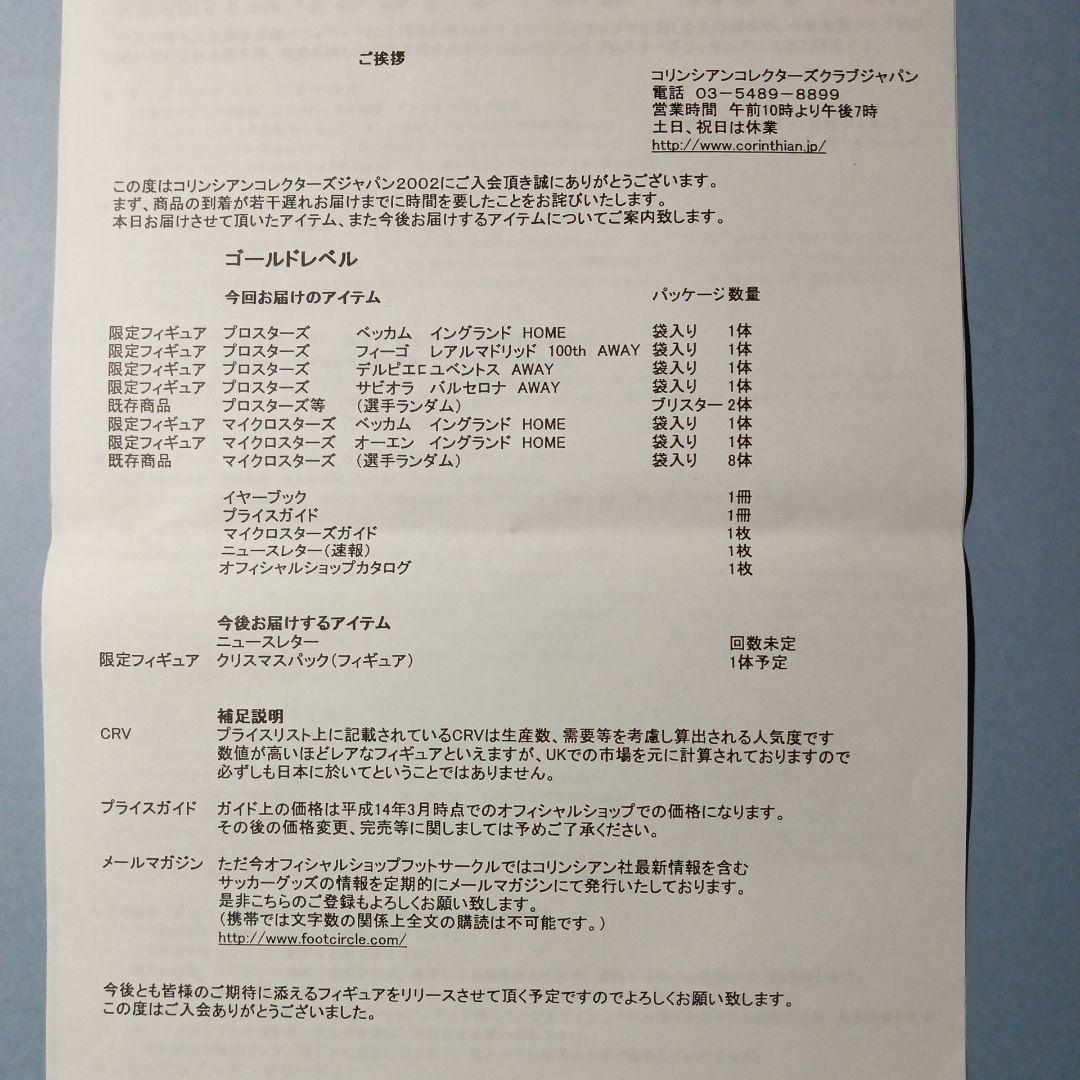 ご挨拶
コリンシアンコレクターズクラブジャパン
電話　03-5489-8899
営業時間　午前10時より午後7時
土日、祝日は休業
http://www.corinthian.jp/
この度はコリンシアンコレクターズジャパン2002にご入会頂き誠にありがとうございます。
まず、商品の到着が若干遅れお届けまでに時間を要したことをお詫びいたします。
本日お届けさせて頂いたアイテム、また今後お届けするアイテムについてご案内致します。
ゴールドレベル
今回お届けのアイテム　パッケージ 数量
限定フィギュア　プロスターズ　ベッカム　イングランド HOME　袋入り　1体
限定フィギュア　プロスターズ　フィーゴ　レアルマドリッド 100th AWAY　袋入り　1体
限定フィギュア　プロスターズ　デルピエロ ユベントス AWAY　袋入り　1体
限定フィギュア　プロスターズ　サビオラ　バルセロナ AWAY　袋入り　1体
既存商品　プロスターズ等　（選手ランダム）　ブリスター 2体
限定フィギュア　マイクロスターズ　ベッカム　イングランド HOME　袋入り　1体
限定フィギュア　マイクロスターズ　オーエン　イングランド HOME　袋入り　1体
既存商品　マイクロスターズ　（選手ランダム）　袋入り　8体
イヤーブック　1冊
プライスガイド　1冊
マイクロスターズガイド　1枚
ニュースレター（速報）　1枚
オフィシャルショップカタログ　1枚
今後お届けするアイテム
ニュースレター　回数未定
限定フィギュア　クリスマスパック（フィギュア）　1体予定
補足説明
CRV　プライスリスト上に記載されているCRVは生産数、需要等を考慮し算出される人気度です
数値が高いほどレアなフィギュアといえますが、UKでの市場を元に計算されておりますので
必ずしも日本に於いてということではありません。
プライスガイド　ガイド上の価格は平成14年3月時点でのオフィシャルショップでの価格になります。
その後の価格変更、完売等に関しましては予めご了承ください。
メールマガジン　ただ今オフィシャルショップフットサークルではコリンシアン社最新情報を含む
サッカーグッズの情報を定期的にメールマガジンにて発行いたしております。
是非こちらのご登録もよろしくお願い致します。
（携帯では文字数の関係上全文の購読は不可能です。）
http://www.footcircle.com/
今後とも皆様のご期待に添えるフィギュアをリリースさせて頂く予定ですのでよろしくお願い致します。
この度はご入会ありがとうございました。